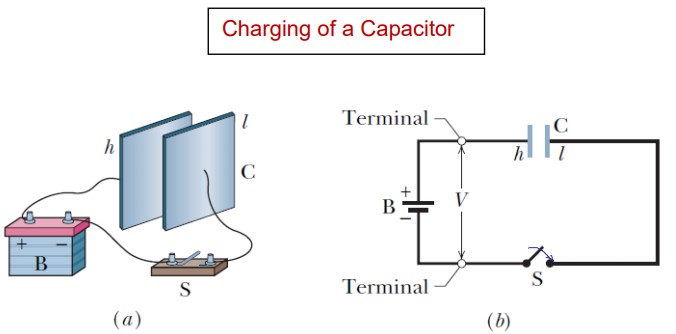 Charging of a Capacitor
h
l
C
+
−
B
S
(a)
Terminal
C
h
l
+
B
−
V
S
Terminal
(b)